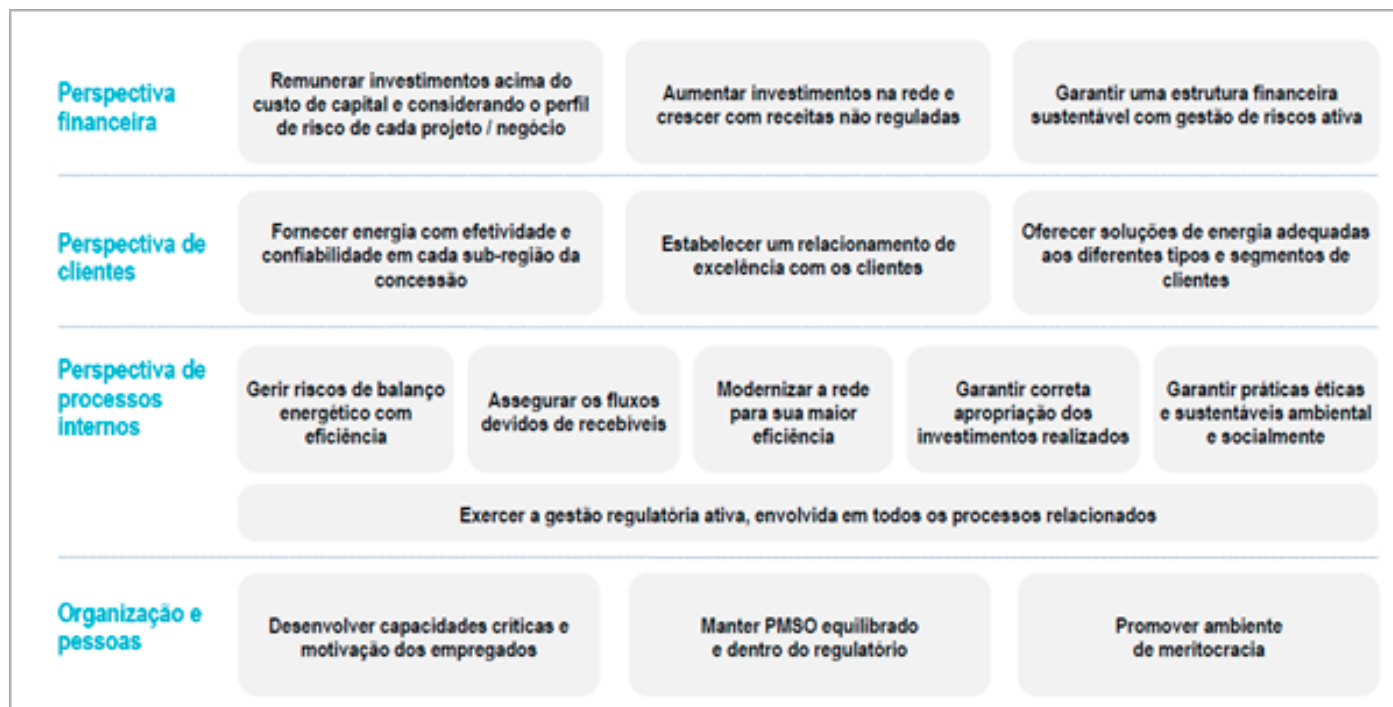 Perspectiva
financeira
Remunerar investimentos acima do
custo de capital e considerando o perfil
de risco de cada projeto / negócio
Aumentar investimentos na rede e
crescer com receitas não reguladas
Garantir uma estrutura financeira
sustentável com gestão de riscos ativa
Perspectiva de
clientes
Fornecer energia com efetividade e
confiabilidade em cada sub-região da
concessão
Estabelecer um relacionamento de
excelência com os clientes
Oferecer soluções de energia adequadas
aos diferentes tipos e segmentos de
clientes
Perspectiva de
processos
internos
Gerir riscos de balanço
energético com
eficiência
Assegurar os fluxos
devidos de recebíveis
Modernizar a rede
para sua maior
eficiência
Garantir correta
apropriação dos
investimentos realizados
Garantir práticas éticas
e sustentáveis ambiental
e socialmente
Exercer a gestão regulatória ativa, envolvida em todos os processos relacionados
Organização e
pessoas
Desenvolver capacidades críticas e
motivação dos empregados
Manter PMSO equilibrado
e dentro do regulatório
Promover ambiente
de meritocracia